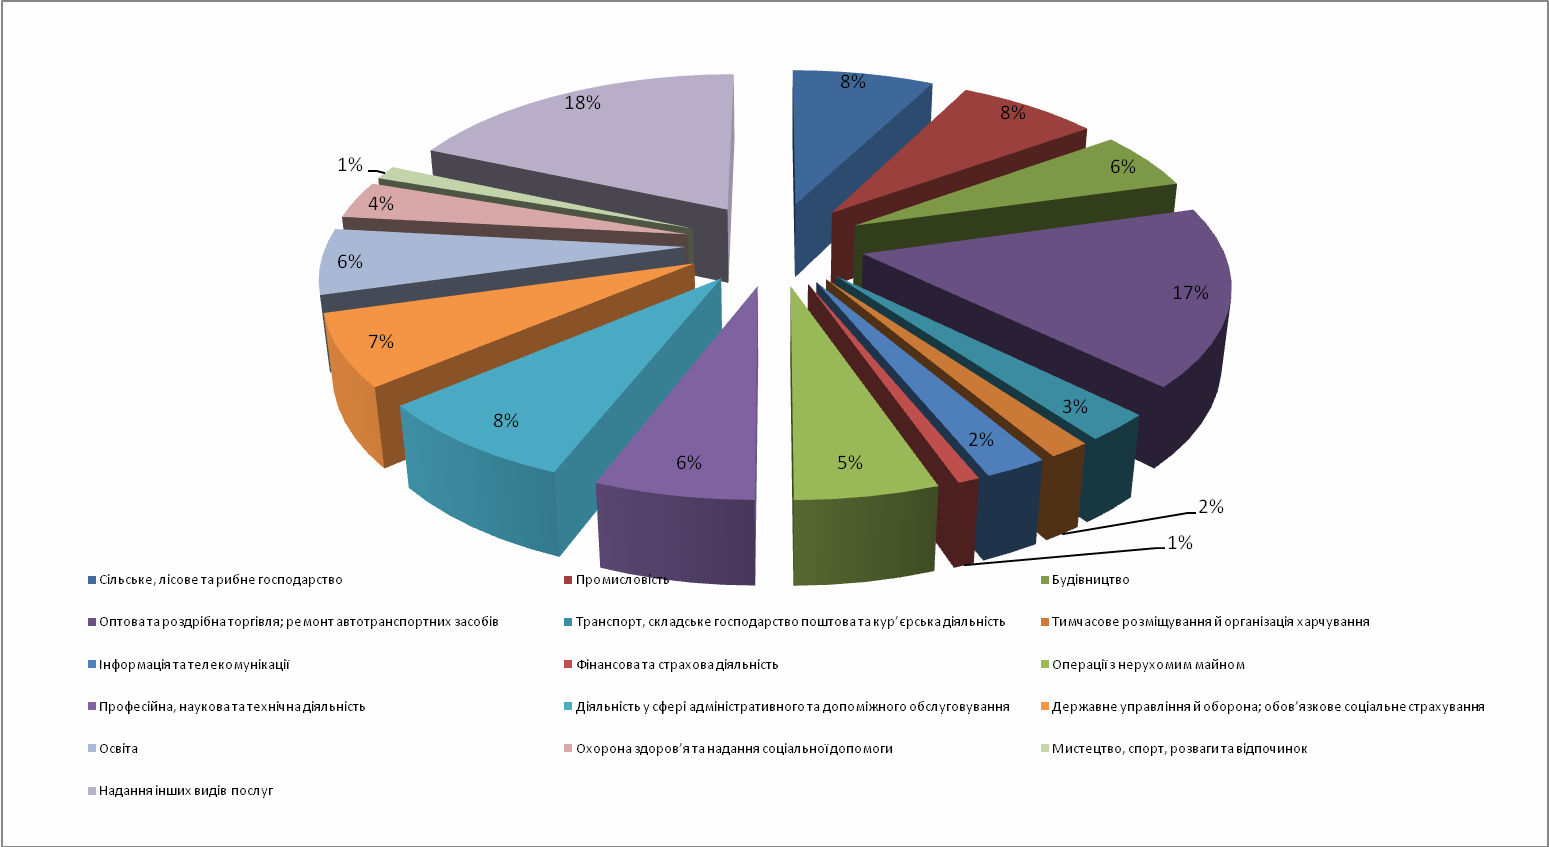 8%
8%
18%
1%
6%
4%
6%
17%
7%
3%
8%
2%
6%
5%
2%
1%
Сільське, лісове та рибне господарство
Промисловість
Будівництво
Оптова та роздрібна торгівля; ремонт автотранспортних засобів
Транспорт, складське господарство поштова та кур’єрська діяльність
Тимчасове розміщування й організація харчування
Інформація та телекомунікації
Фінансова та страхова діяльність
Операції з нерухомим майном
Професійна, наукова та технічна діяльність
Діяльність у сфері адміністративного та допоміжного обслуговування
Державне управління й оборона; обов’язкове соціальне страхування
Освіта
Охорона здоров’я та надання соціальної допомоги
Мистецтво, спорт, розваги та відпочинок
Надання інших видів послуг